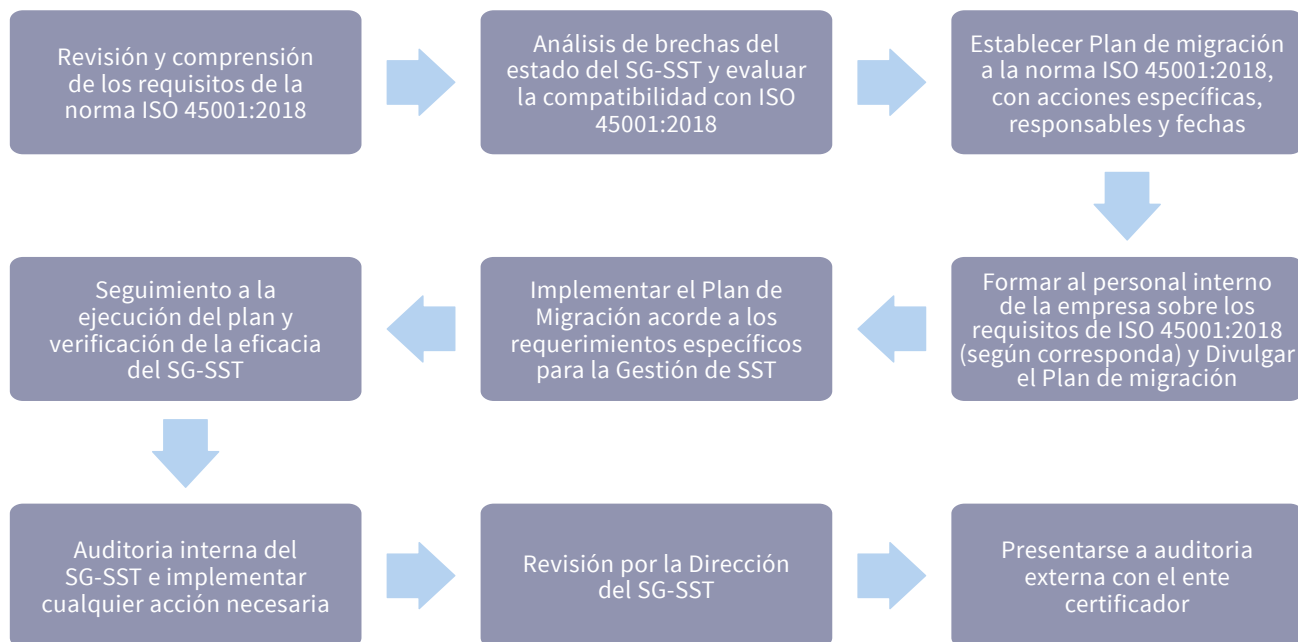 Revisión y comprensión
de los requisitos de la
norma ISO 45001:2018
Análisis de brechas del
estado del SG-SST y evaluar
la compatibilidad con ISO
45001:2018
Establecer Plan de migración
a la norma ISO 45001:2018,
con acciones específicas,
responsables y fechas
Formar al personal interno
de la empresa sobre los
requisitos de ISO 45001:2018
(según corresponda) y Divulgar
el Plan de migración
Implementar el Plan de
Migración acorde a los
requerimientos específicos
para la Gestión de SST
Seguimiento a la
ejecución del plan y
verificación de la eficacia
del SG-SST
Auditoria interna del
SG-SST e implementar
cualquier acción necesaria
Revisión por la Dirección
del SG-SST
Presentarse a auditoria
externa con el ente
certificador